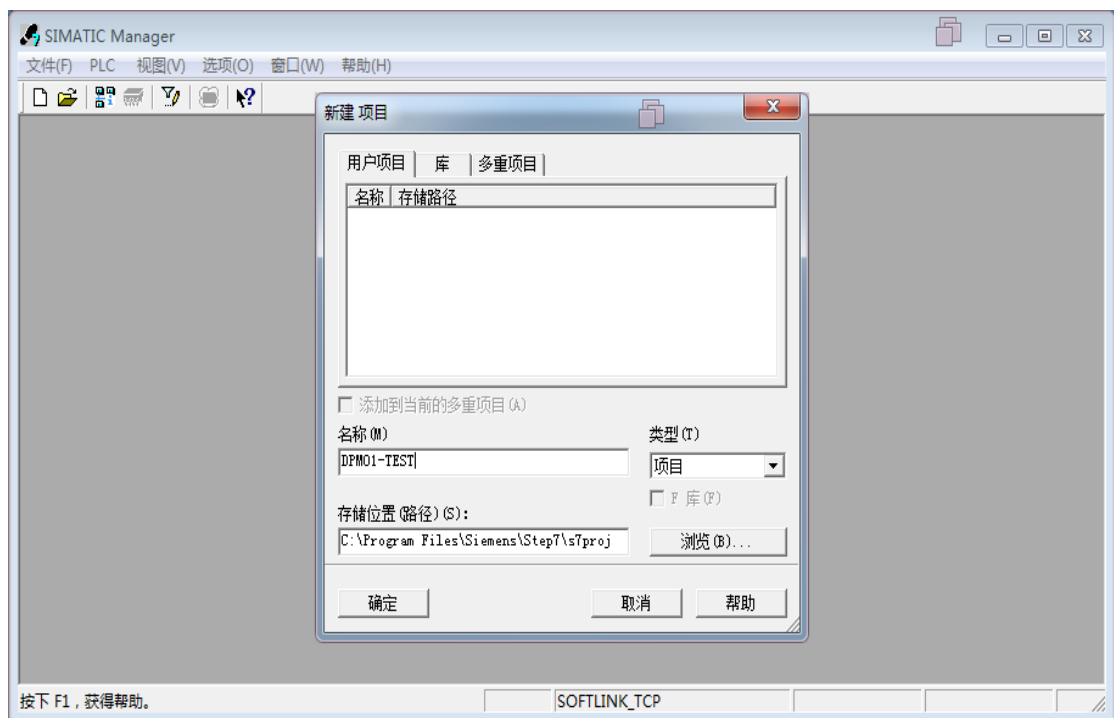 SIMATIC Manager
文件(F) PLC 视图(V) 选项(O) 窗口(W) 帮助(H)
新建 项目
用户项目 库 多重项目
名称 存储路径
添加到当前的多重项目(A)
名称(M) 类型(T)
DPM01-TEST 项目
F 库(F)
存储位置(路径)(S):
C:\Program Files\Siemens\Step7\s7proj 浏览(B)...
确定 取消 帮助
按下 F1，获得帮助。 SOFTLINK_TCP